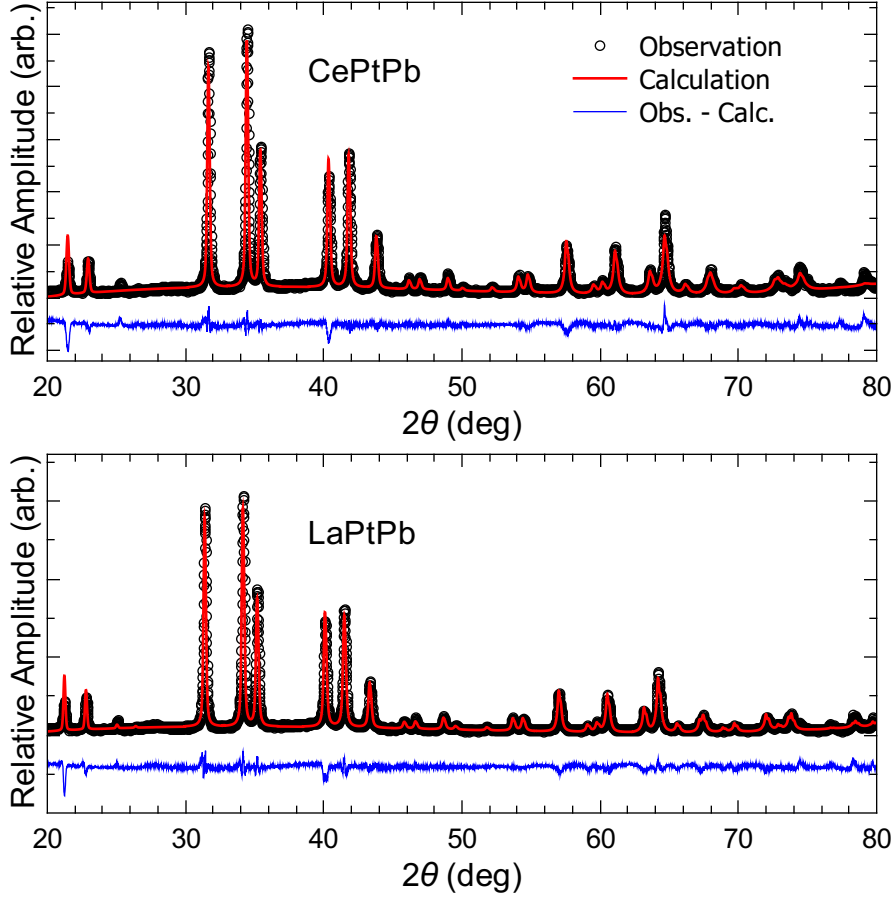 CePtPb
Observation
Calculation
Obs. - Calc.
Relative Amplitude (arb.)
20 30 40 50 60 70 80
2θ (deg)
LaPtPb
Relative Amplitude (arb.)
20 30 40 50 60 70 80
2θ (deg)